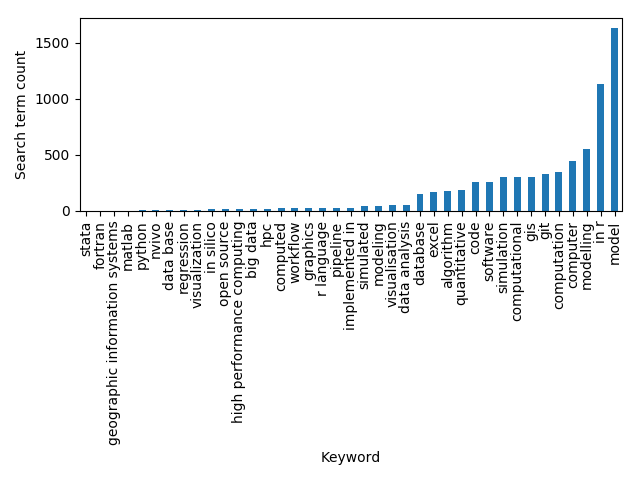 Search term count
1500
1000
500
0
stata
fortran
geographic information systems
matlab
python
nvivo
data base
regression
visualization
in silico
open source
high performance computing
big data
hpc
computed
workflow
graphics
r language
pipeline
implemented in
simulated
modeling
visualisation
data analysis
database
excel
algorithm
quantitative
code
software
simulation
computational
gis
git
computation
computer
modelling
in r
model
Keyword